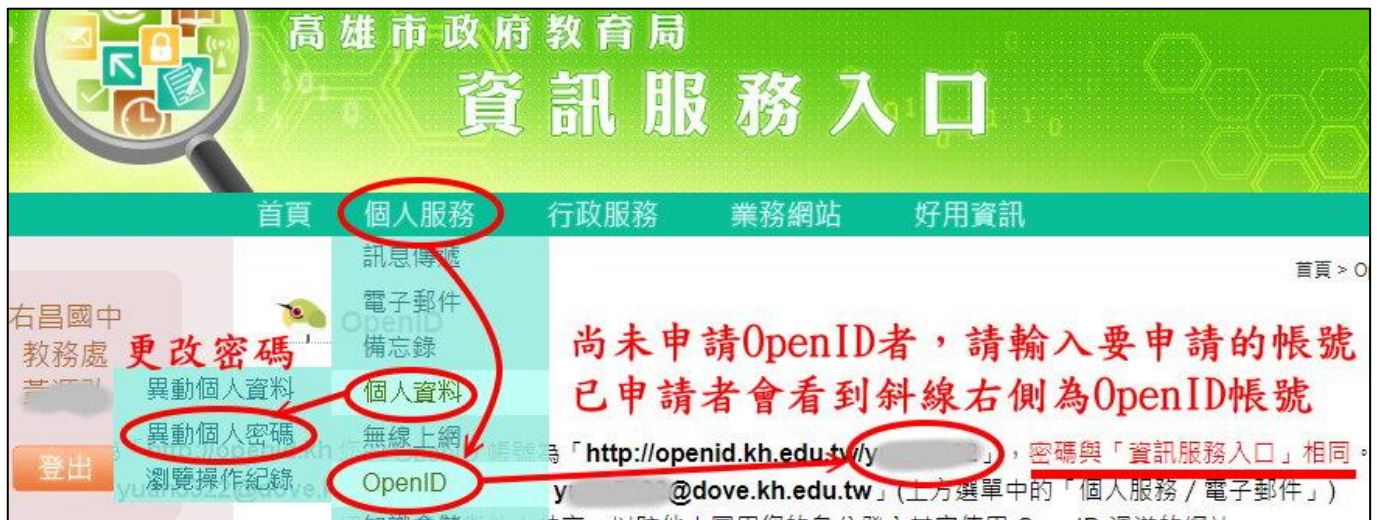 高雄市政府教育局
資訊服務入口
首頁 個人服務 行政服務 業務網站 好用資訊
訊息傳遞
首頁 > O
電子郵件
右昌國中
OpenID
教務處
更改密碼
備忘錄
尚未申請OpenID者，請輸入要申請的帳號
異動個人資料
個人資料
已申請者會看到斜線右側為OpenID帳號
異動個人密碼
無線上網
為「http://openid.kh.edu.tw/y 」，密碼與「資訊服務入口」相同。
登出
瀏覽操作紀錄
OpenID
y @dove.kh.edu.tw」(上方選單中的「個人服務 / 電子郵件」)